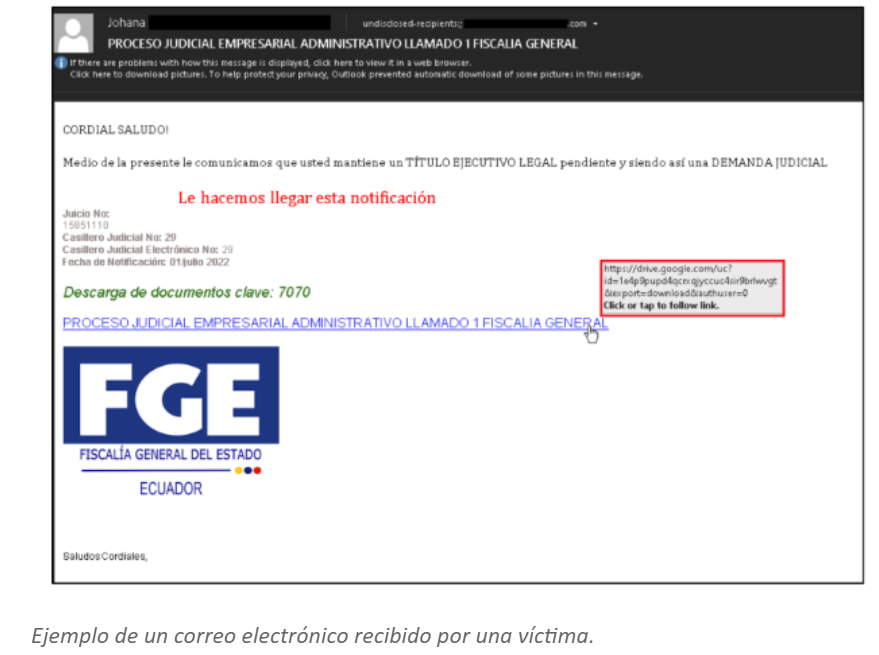 Johana
undisclosed-recipients:; .com
PROCESO JUDICIAL EMPRESARIAL ADMINISTRATIVO LLAMADO 1 FISCALIA GENERAL
If there are problems with how this message is displayed, click here to view it in a web browser.
Click here to download pictures. To help protect your privacy, Outlook prevented automatic download of some pictures in this message.
CORDIAL SALUDO!
Medio de la presente le comunicamos que usted mantiene un TÍTULO EJECUTIVO LEGAL pendiente y siendo así una DEMANDA JUDICIAL
Le hacemos llegar esta notificación
Juicio No:
15851110
Casillero Judicial No: 29
Casillero Judicial Electrónico No: 29
Fecha de Notificación: 01/julio 2022
https://drive.google.com/uc?
&export=download&authuser=0
Click or tap to follow link.
Descarga de documentos clave: 7070
PROCESO JUDICIAL EMPRESARIAL ADMINISTRATIVO LLAMADO 1 FISCALIA GENERAL
FGE
FISCALÍA GENERAL DEL ESTADO
ECUADOR
Saludos Cordiales,
Ejemplo de un correo electrónico recibido por una víctima.